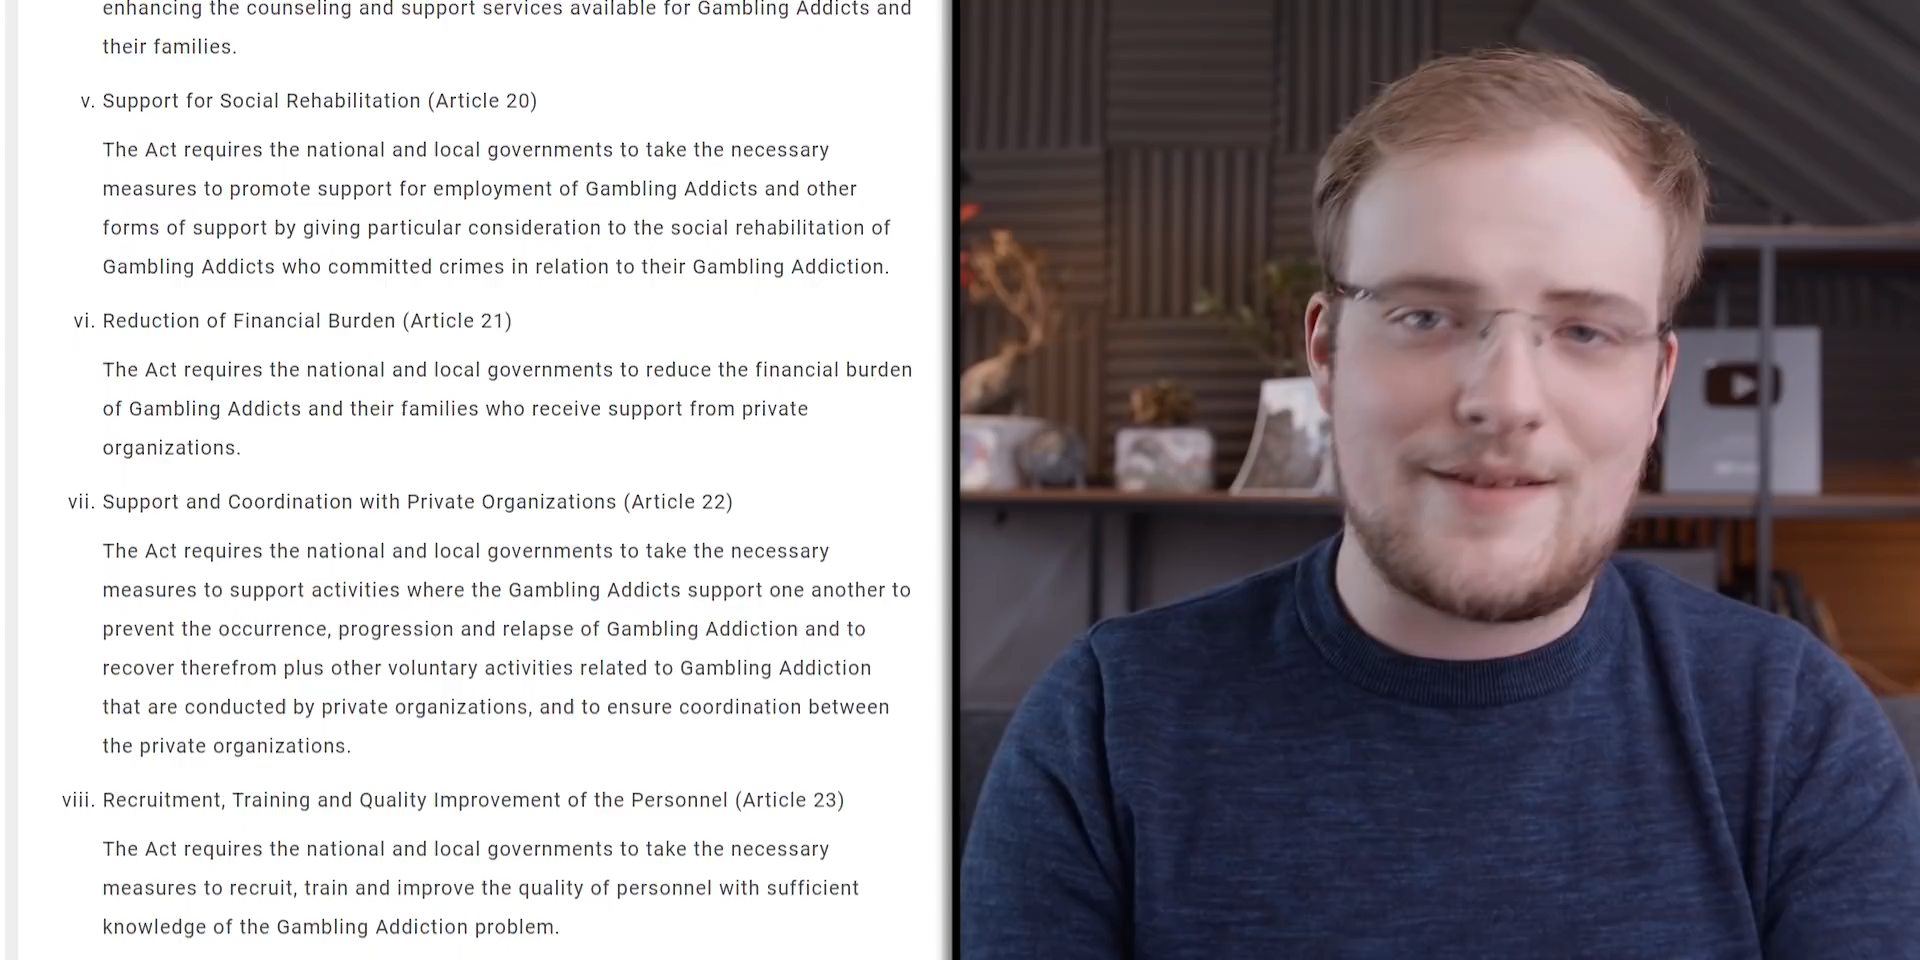 enhancing the counseling and support services available for Gambling Addicts and
their families.
v. Support for Social Rehabilitation (Article 20)
The Act requires the national and local governments to take the necessary
measures to promote support for employment of Gambling Addicts and other
forms of support by giving particular consideration to the social rehabilitation of
Gambling Addicts who committed crimes in relation to their Gambling Addiction.
vi. Reduction of Financial Burden (Article 21)
The Act requires the national and local governments to reduce the financial burden
of Gambling Addicts and their families who receive support from private
organizations.
vii. Support and Coordination with Private Organizations (Article 22)
The Act requires the national and local governments to take the necessary
measures to support activities where the Gambling Addicts support one another to
prevent the occurrence, progression and relapse of Gambling Addiction and to
recover therefrom plus other voluntary activities related to Gambling Addiction
that are conducted by private organizations, and to ensure coordination between
the private organizations.
viii. Recruitment, Training and Quality Improvement of the Personnel (Article 23)
The Act requires the national and local governments to take the necessary
measures to recruit, train and improve the quality of personnel with sufficient
knowledge of the Gambling Addiction problem.